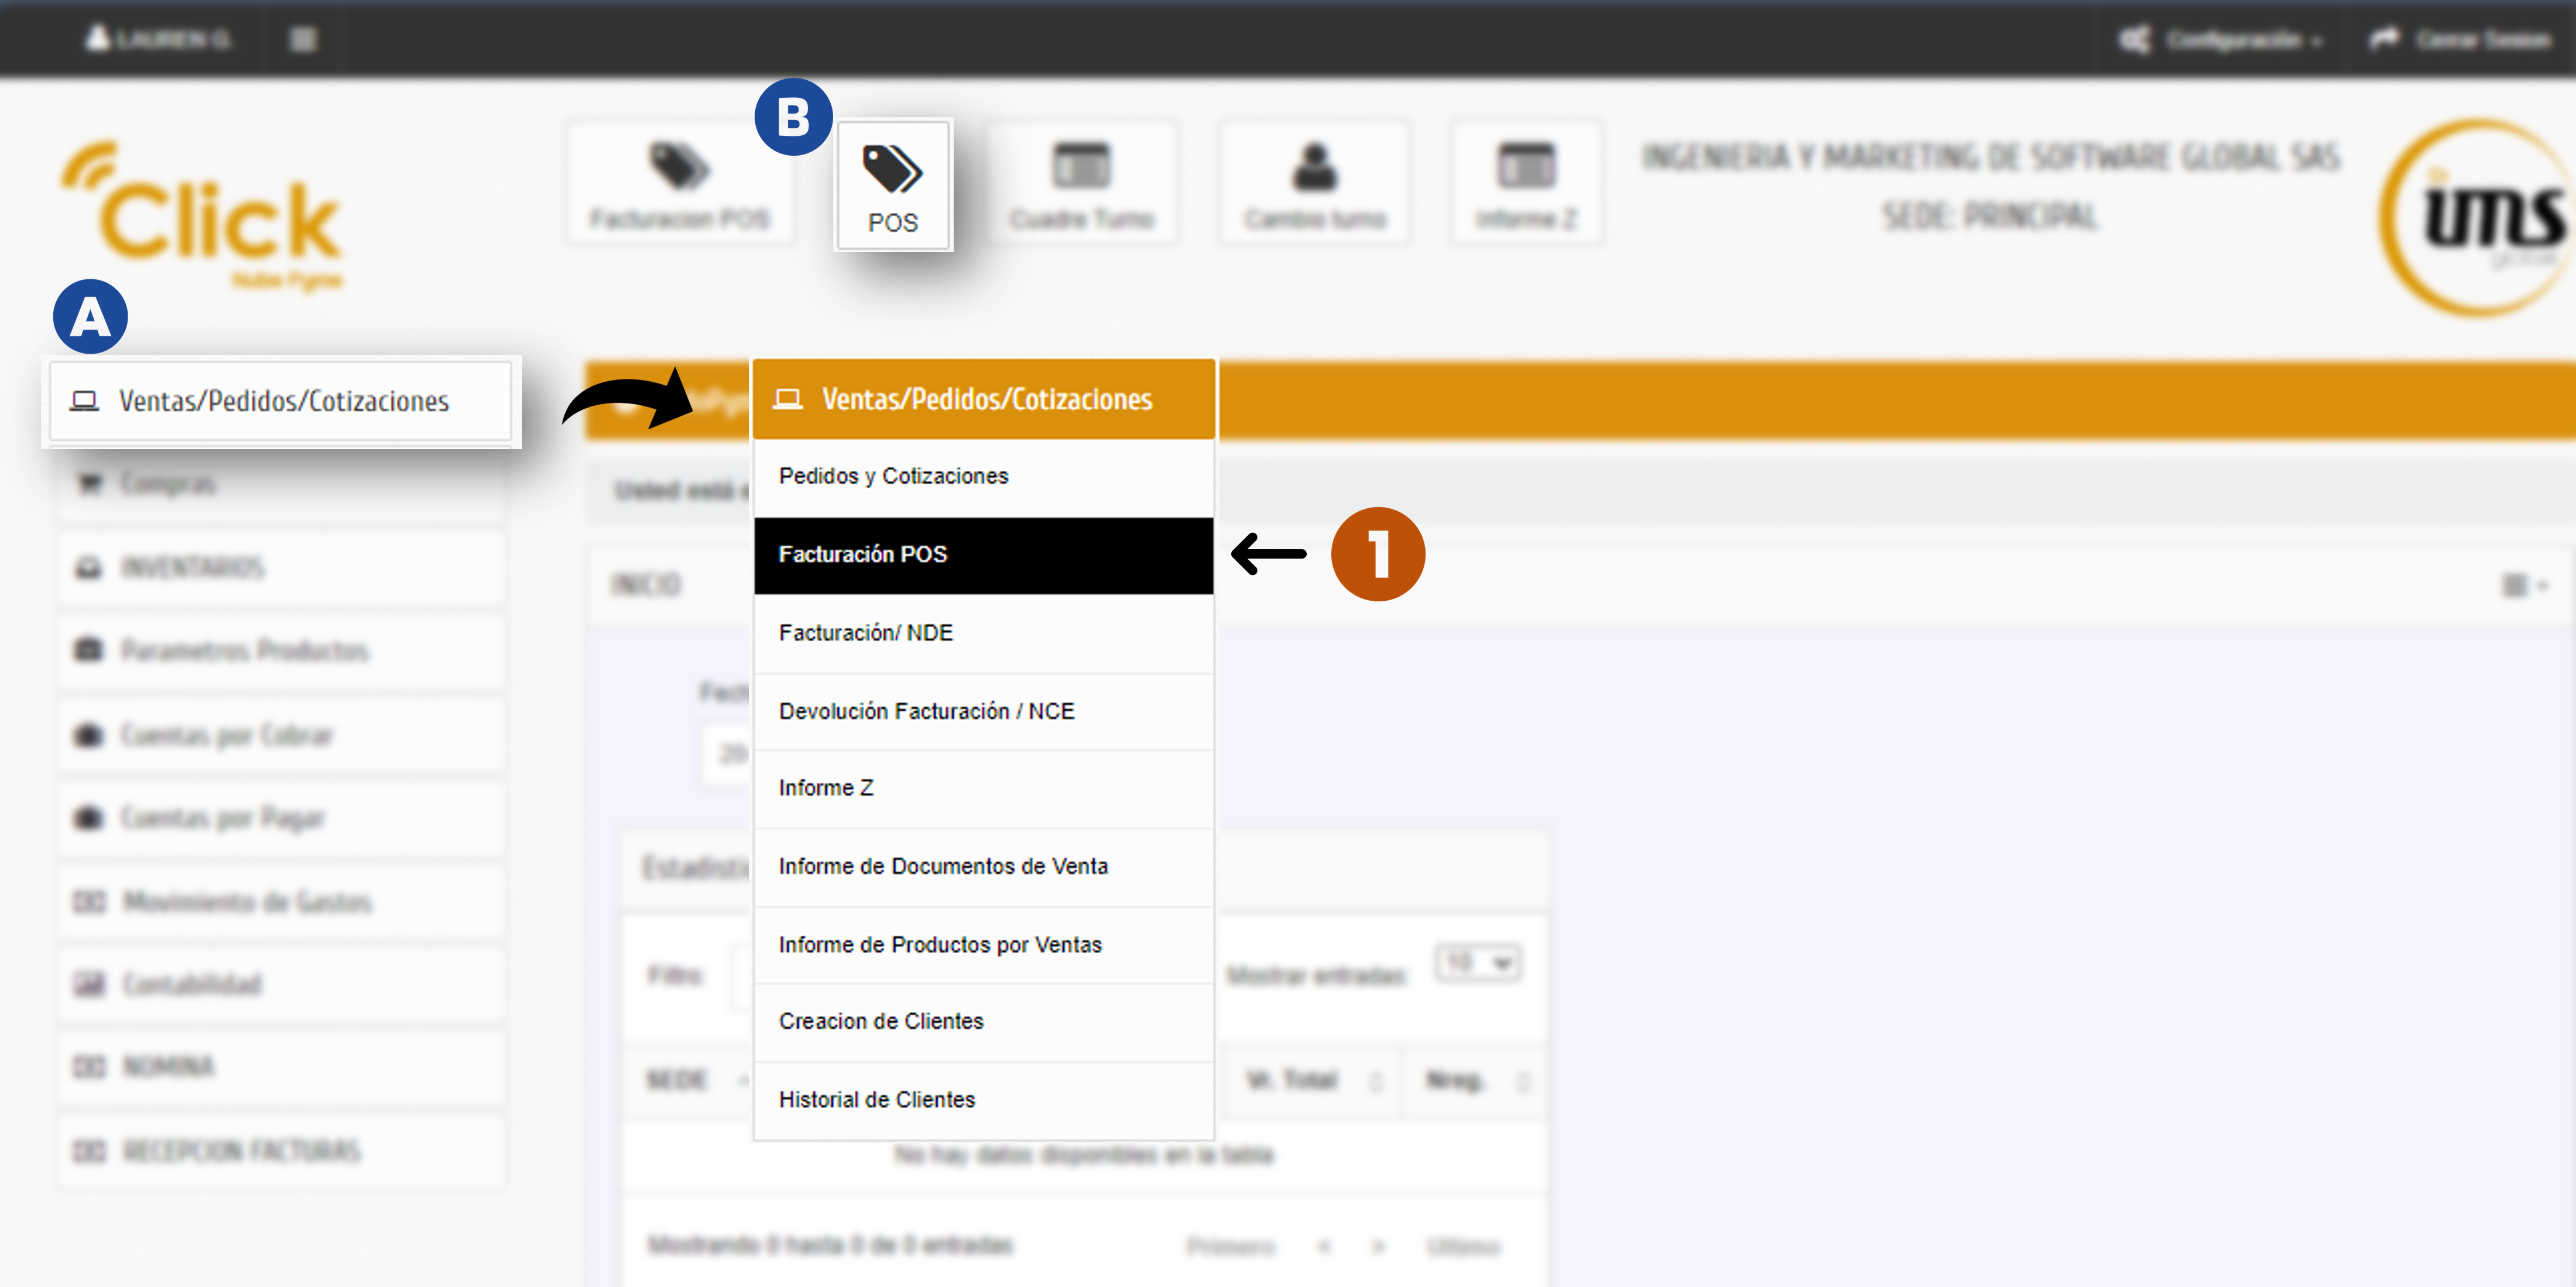 LAUREN G.
Configuración
Cerrar Sesion
B
Click
Nube Pyme
Facturacion POS
POS
Cuadre Turno
Cambio turno
Informe Z
INGENIERIA Y MARKETING DE SOFTWARE GLOBAL SAS
SEDE: PRINCIPAL
ims
global
A
Ventas/Pedidos/Cotizaciones
Compras
INVENTARIOS
Parametros Productos
Cuentas por Cobrar
Cuentas por Pagar
Movimiento de Gastos
Contabilidad
NOMINA
RECEPCION FACTURAS
Ventas/Pedidos/Cotizaciones
Pedidos y Cotizaciones
Facturación POS
1
Facturación/ NDE
Devolución Facturación / NCE
Informe Z
Informe de Documentos de Venta
Informe de Productos por Ventas
Creacion de Clientes
Historial de Clientes
Usted está
INICIO
Filtro:
Mostrar entradas:
10
SEDE
Vr. Total
Nreg.
No hay datos disponibles en la tabla
Mostrando 0 hasta 0 de 0 entradas
Primero < > Ultimo